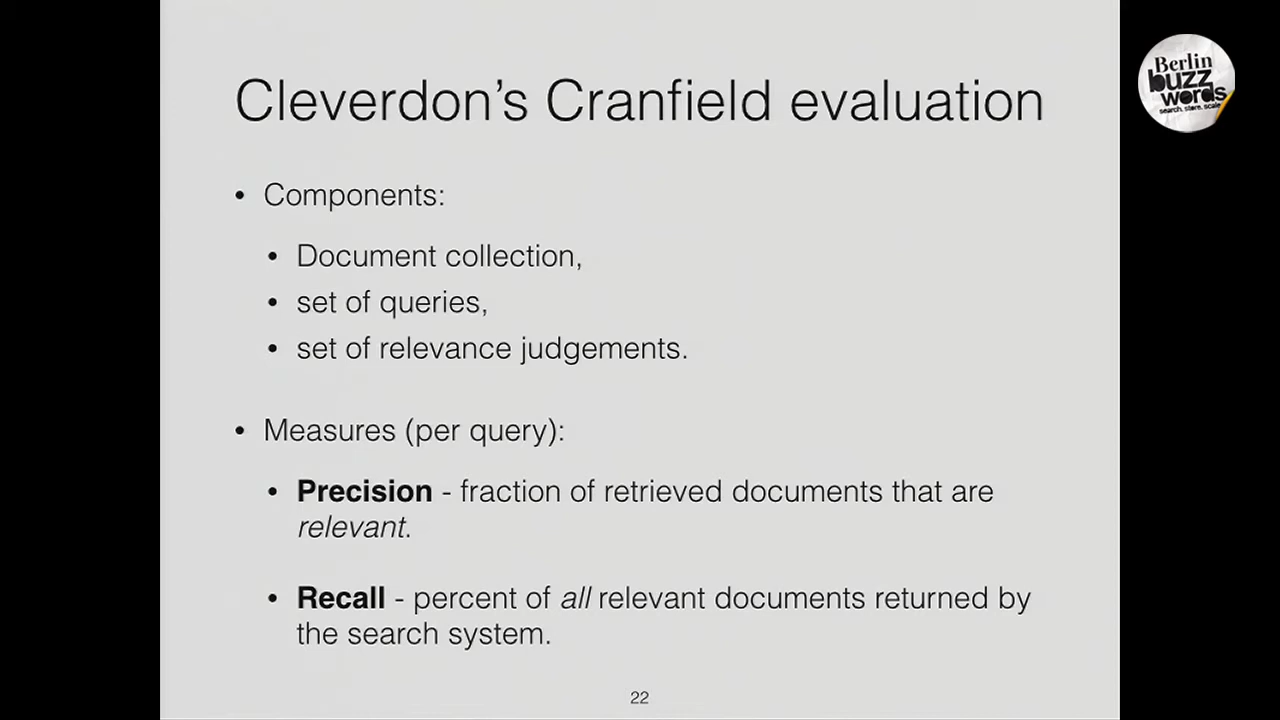 Cleverdon's Cranfield evaluation
• Components:
• Document collection,
• set of queries,
• set of relevance judgements.
• Measures (per query):
• Precision - fraction of retrieved documents that are
relevant.
• Recall - percent of all relevant documents returned by
the search system.
22
Berlin
buzz
words
search. store. scale.